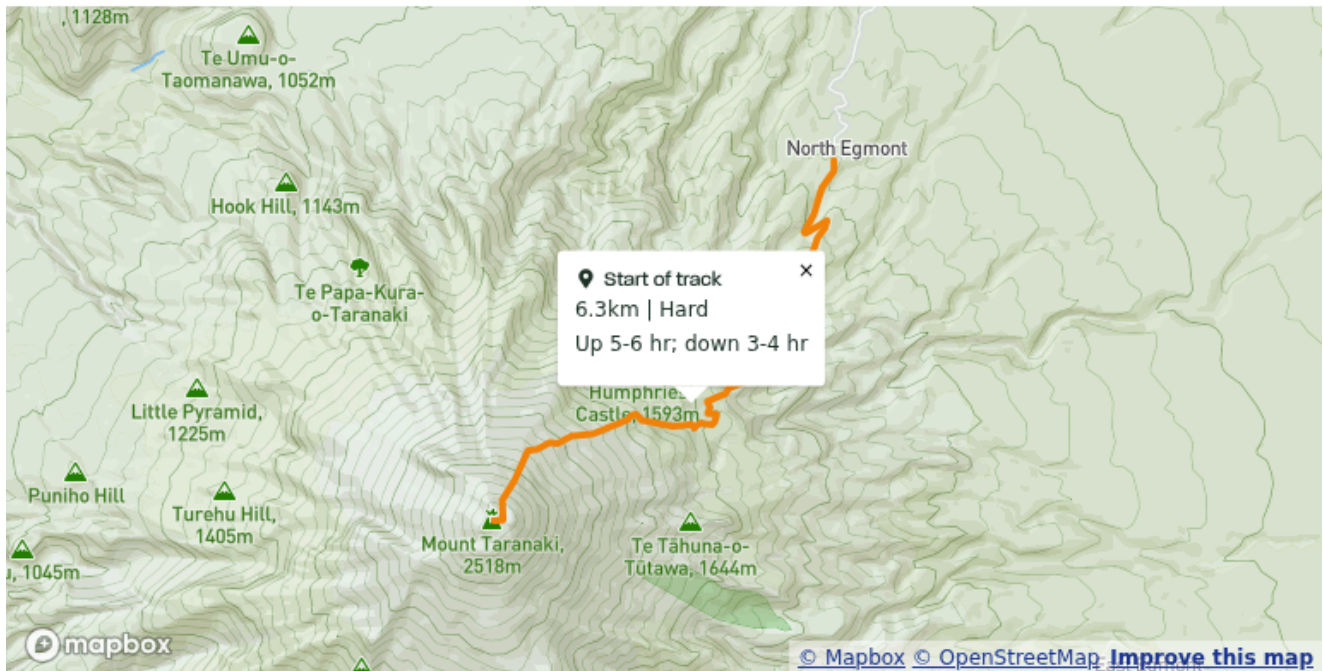 , 1128m
Te Umu-o-
Taomanawa, 1052m
North Egmont
Hook Hill, 1143m
Start of track
6.3km | Hard
Up 5-6 hr; down 3-4 hr
Te Papa-Kura-
o-Taranaki
Humphries
Castle, 1593m
Little Pyramid,
1225m
Puniho Hill
Turehu Hill,
1405m
Mount Taranaki,
2518m
Te Tāhuna-o-
Tūtawa, 1644m
u, 1045m
mapbox
© Mapbox © OpenStreetMap Improve this map